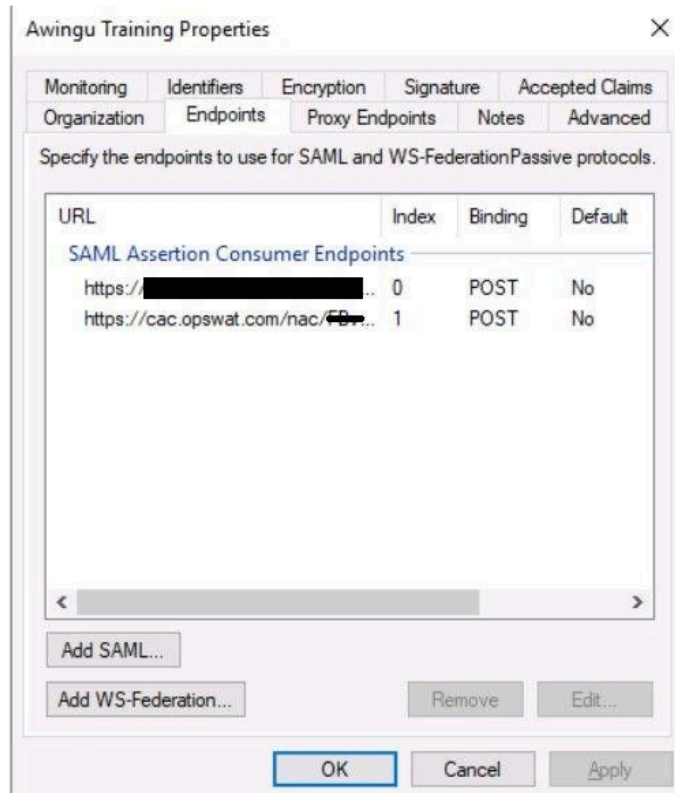 Awingu Training Properties
Monitoring Identifiers Encryption Signature Accepted Claims
Organization Endpoints Proxy Endpoints Notes Advanced
Specify the endpoints to use for SAML and WS-FederationPassive protocols.
URL Index Binding Default
SAML Assertion Consumer Endpoints
https://... 0 POST No
https://cac.opswat.com/nac/... 1 POST No
Add SAML...
Add WS-Federation... Remove Edit...
OK Cancel Apply